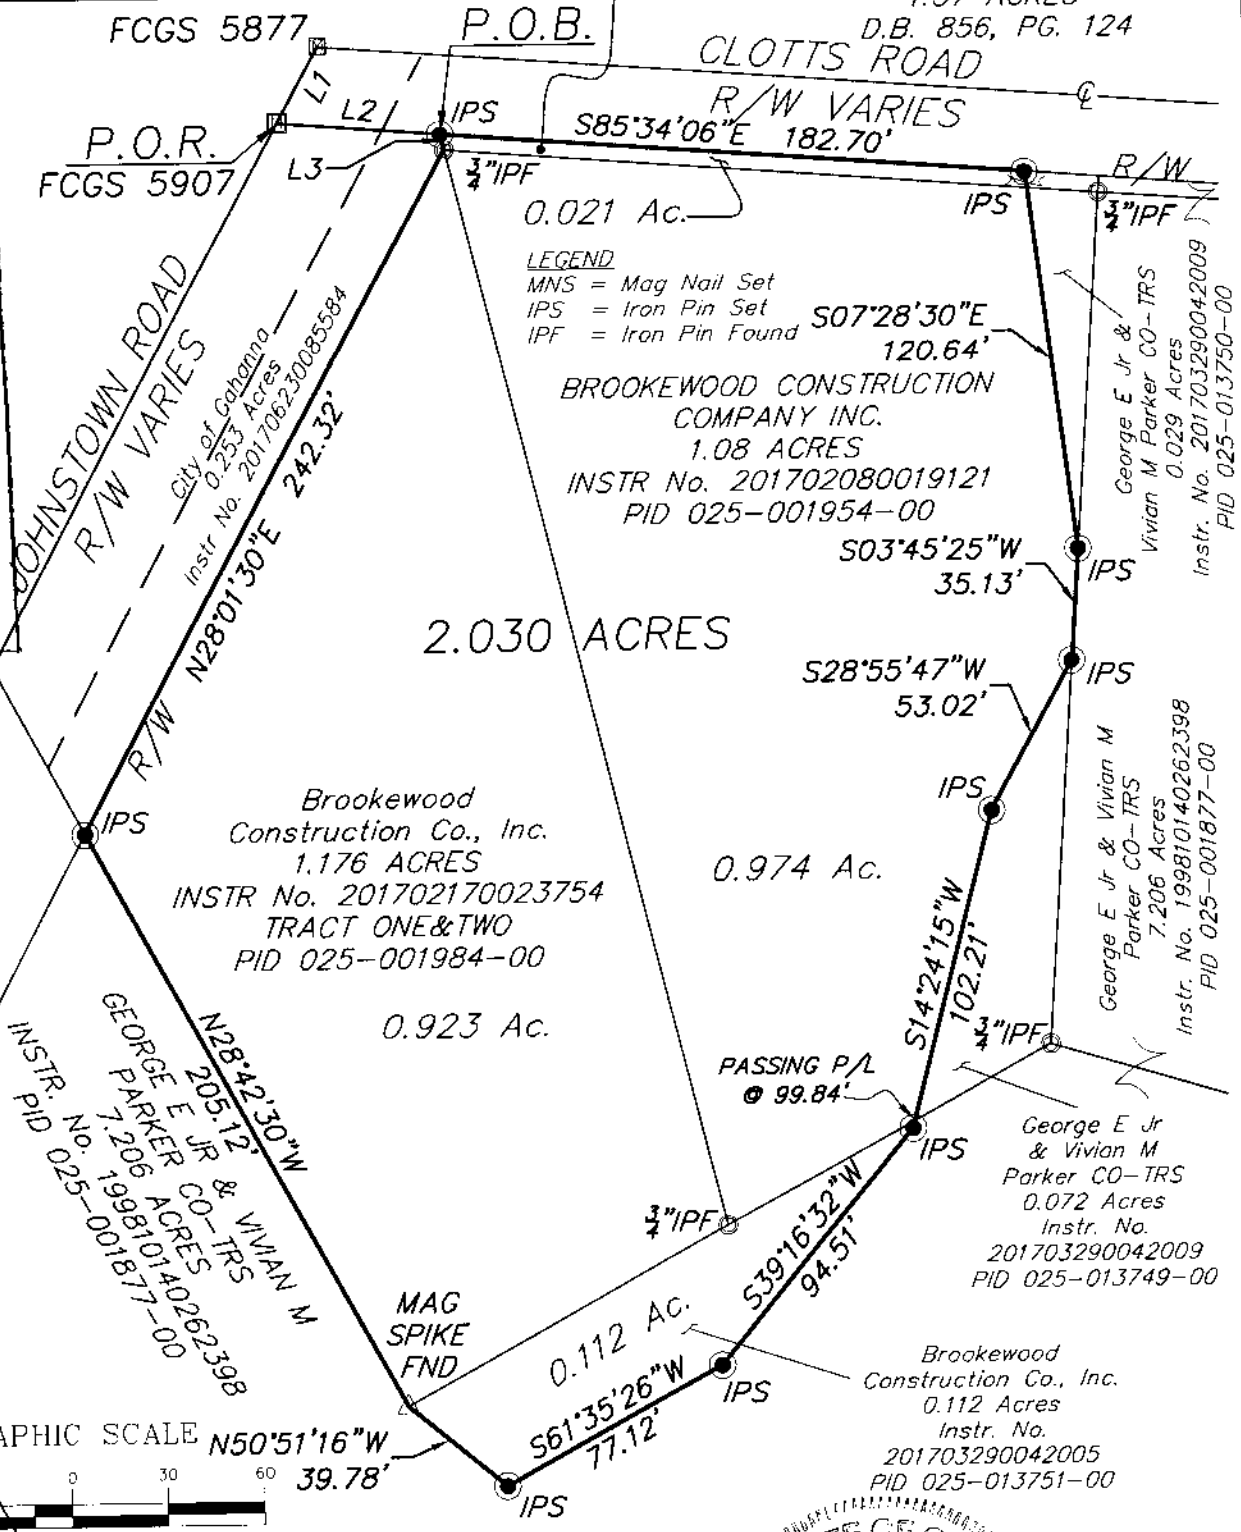 1.37 ACRES
D.B. 856, PG. 124
FCGS 5877
P.O.B.
CLOTTS ROAD
R/W VARIES
L1
L2
IPS
S85°34'06"E 182.70'
P.O.R.
FCGS 5907
L3
3/4"IPF
R/W
IPS
3/4"IPF
0.021 Ac.
LEGEND
MNS = Mag Nail Set
IPS = Iron Pin Set
IPF = Iron Pin Found
S07°28'30"E
120.64'
JOHNSTOWN ROAD
R/W VARIES
City of Gahanna
0.253 Acres
Instr No. 201706230085584
N28°01'30"E 242.32'
R/W
BROOKEWOOD CONSTRUCTION
COMPANY INC.
1.08 ACRES
INSTR No. 201702080019121
PID 025-001954-00
George E Jr &
Vivian M Parker CO-TRS
0.029 Acres
Instr. No. 201703290042009
PID 025-013750-00
S03°45'25"W
35.13'
IPS
2.030 ACRES
S28°55'47"W
53.02'
IPS
George E Jr & Vivian M
Parker CO-TRS
7.206 Acres
Instr. No. 199810140262398
PID 025-001877-00
IPS
IPS
Brookewood
Construction Co., Inc.
1.176 ACRES
INSTR No. 201702170023754
TRACT ONE&TWO
PID 025-001984-00
0.974 Ac.
0.923 Ac.
S14°24'15"W
102.21'
3/4"IPF
PASSING P/L
@ 99.84'
IPS
N28°42'30"W
205.12'
GEORGE E JR & VIVIAN M
PARKER CO-TRS
7.206 ACRES
INSTR. No. 199810140262398
PID 025-001877-00
George E Jr
& Vivian M
Parker CO-TRS
0.072 Acres
Instr. No.
201703290042009
PID 025-013749-00
3/4"IPF
S39°16'32"W
94.51'
MAG
SPIKE
FND
0.112 Ac.
IPS
S61°35'26"W
77.12'
Brookewood
Construction Co., Inc.
0.112 Acres
Instr. No.
201703290042005
PID 025-013751-00
N50°51'16"W
39.78'
IPS
APHIC SCALE
0 30 60